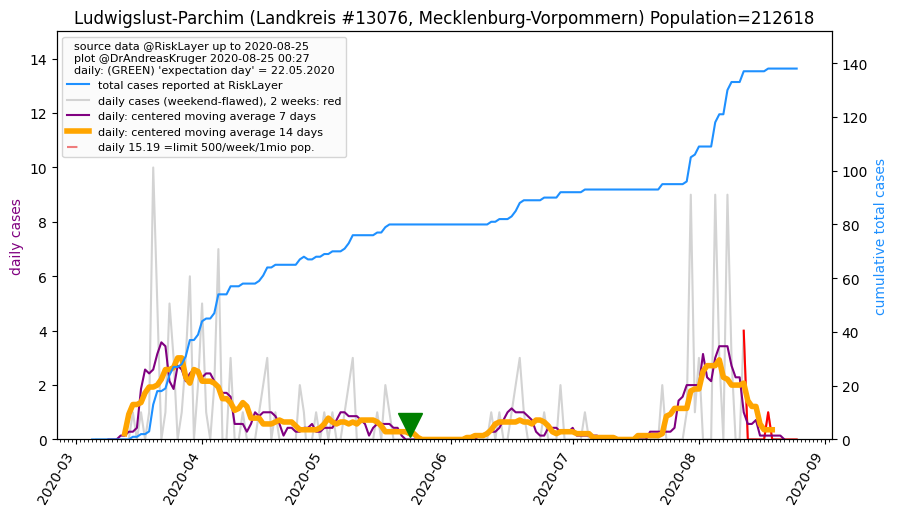 Ludwigslust-Parchim (Landkreis #13076, Mecklenburg-Vorpommern) Population=212618
source data @RiskLayer up to 2020-08-25
plot @DrAndreasKruger 2020-08-25 00:27
daily: (GREEN) 'expectation day' = 22.05.2020
total cases reported at RiskLayer
daily cases (weekend-flawed), 2 weeks: red
daily: centered moving average 7 days
daily: centered moving average 14 days
daily 15.19 =limit 500/week/1mio pop.
daily cases
14
12
10
8
6
4
2
0
cumulative total cases
140
120
100
80
60
40
20
0
2020-03
2020-04
2020-05
2020-06
2020-07
2020-08
2020-09